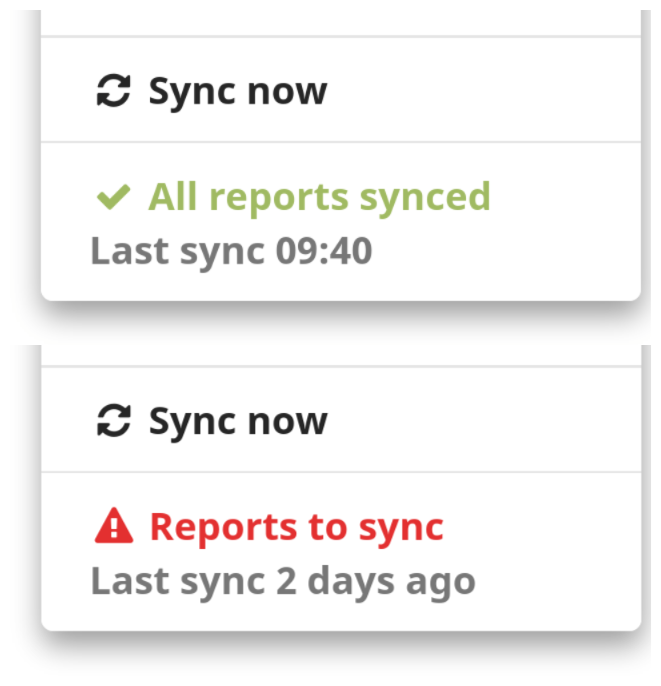 Sync now
All reports synced
Last sync 09:40
Sync now
Reports to sync
Last sync 2 days ago